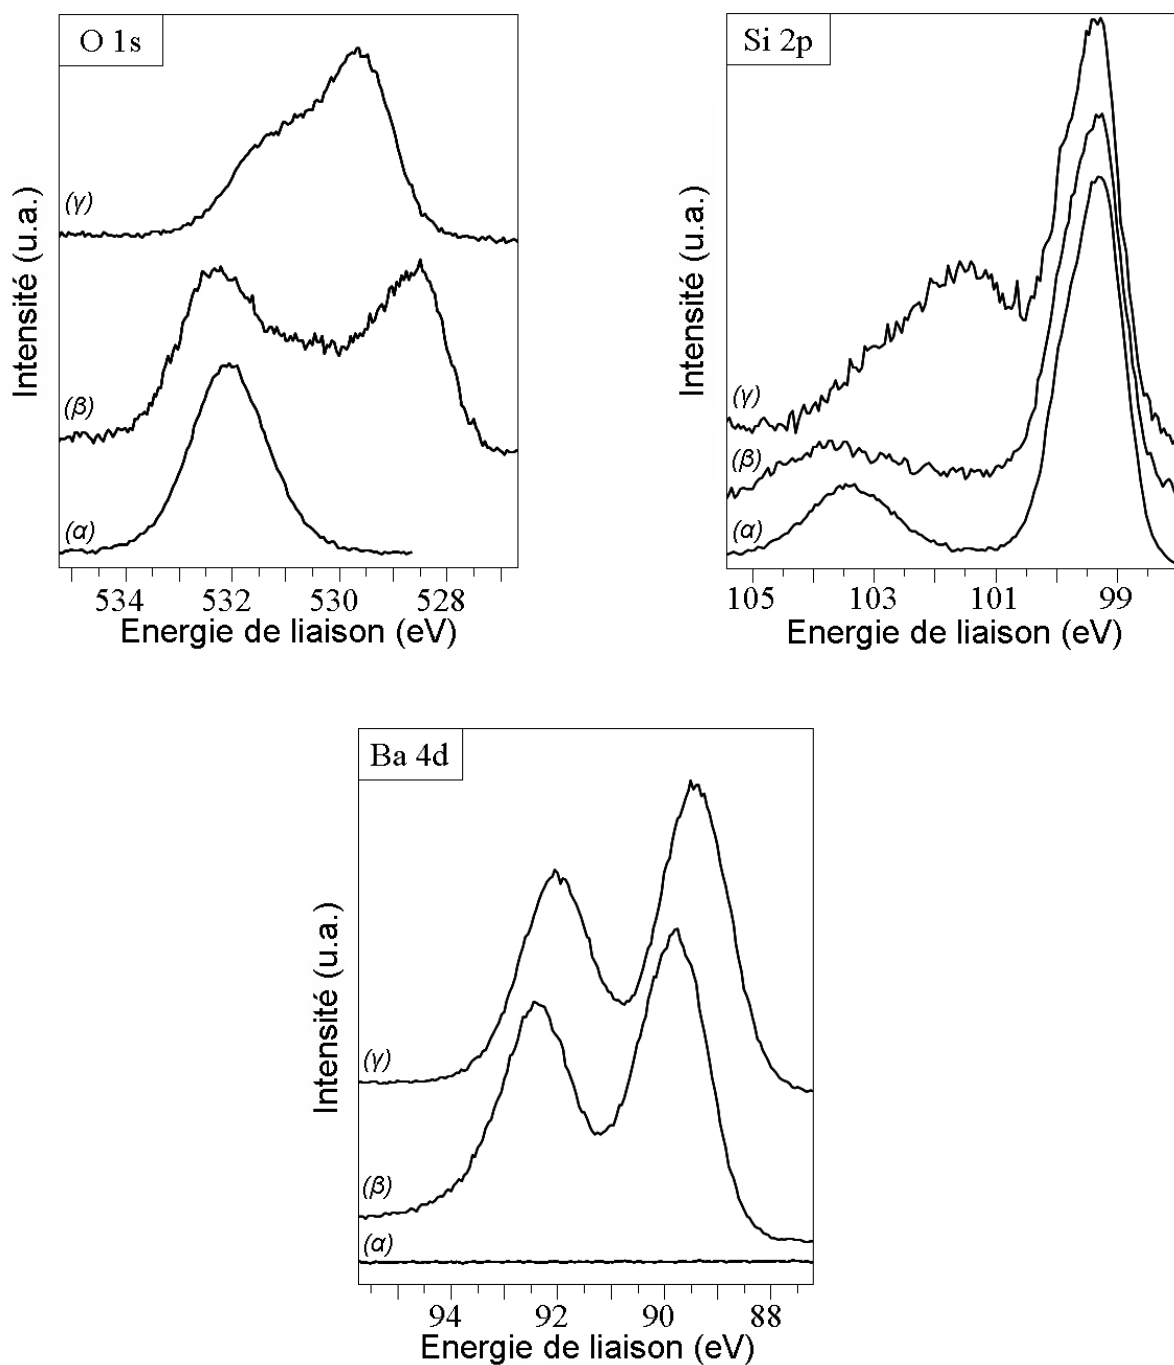 O 1s
Intensité (u.a.)
(γ)
(β)
(α)
534 532 530 528
Energie de liaison (eV)
Si 2p
Intensité (u.a.)
(γ)
(β)
(α)
105 103 101 99
Energie de liaison (eV)
Ba 4d
Intensité (u.a.)
(γ)
(β)
(α)
94 92 90 88
Energie de liaison (eV)